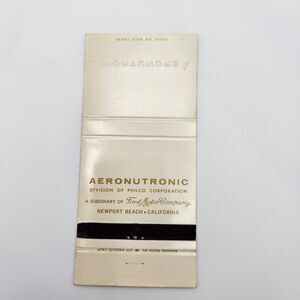 AERONUTRONIC
AERONUTRONIC
DIVISION OF PHILCO CORPORATION
A SUBSIDIARY OF Ford Motor Company,
NEWPORT BEACH • CALIFORNIA